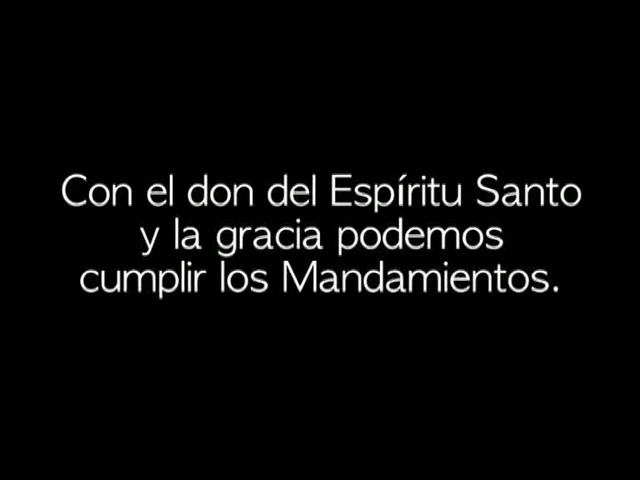 Con el don del Espíritu Santo
y la gracia podemos
cumplir los Mandamientos.